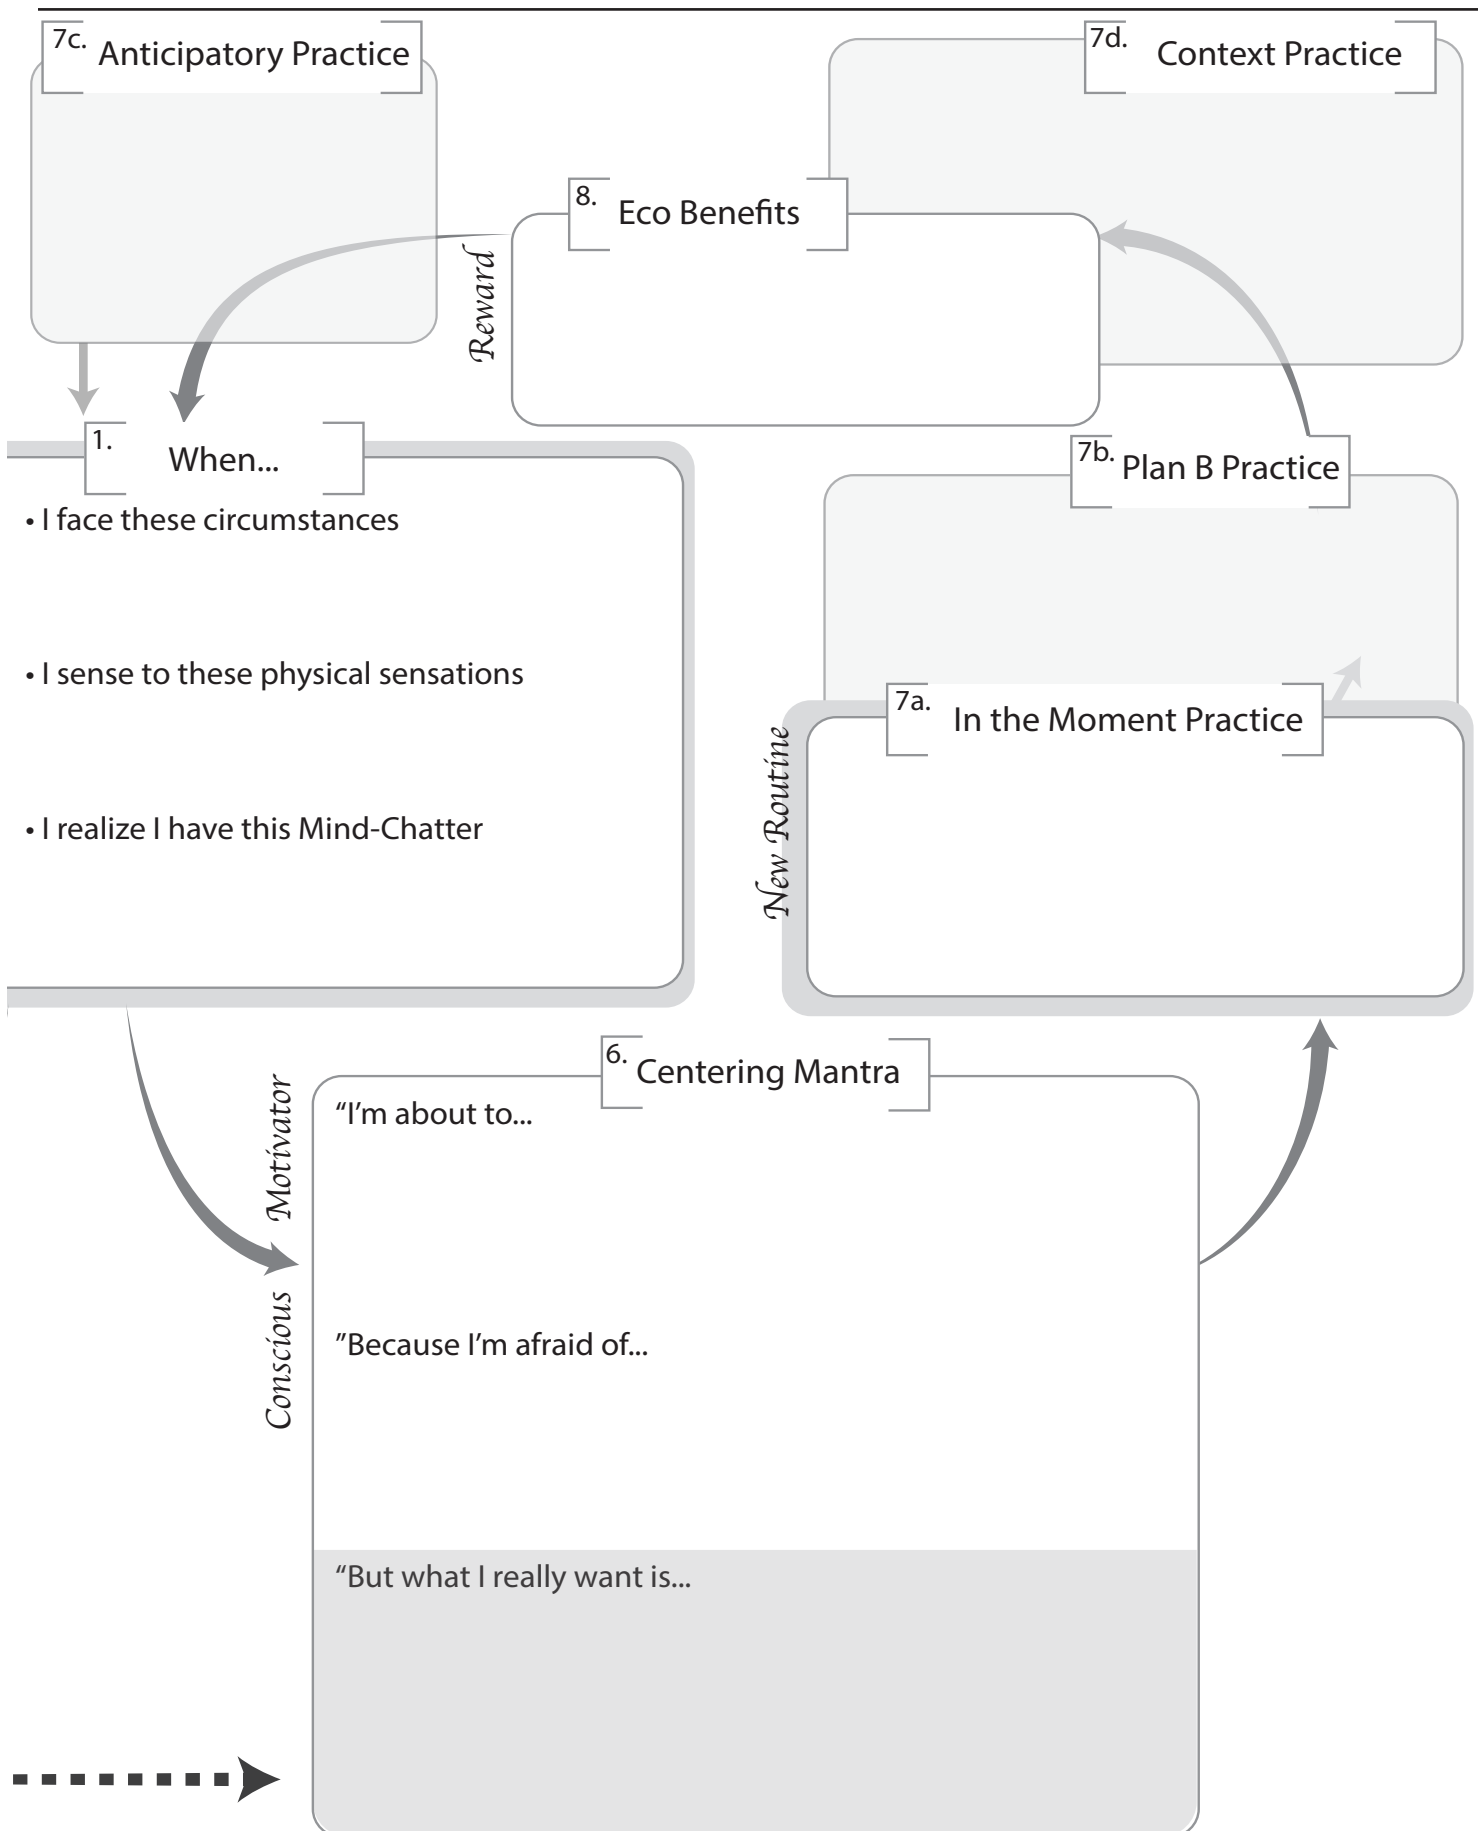 7c. Anticipatory Practice
7d. Context Practice
8. Eco Benefits
Reward
1. When...
• I face these circumstances
• I sense to these physical sensations
• I realize I have this Mind-Chatter
7b. Plan B Practice
7a. In the Moment Practice
New Routine
6. Centering Mantra
Conscious Motivator
“I'm about to...
”Because I'm afraid of...
“But what I really want is...